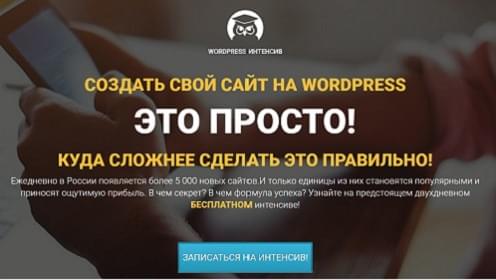 WORDPRESS ИНТЕНСИВ
СОЗДАТЬ СВОЙ САЙТ НА WORDPRESS
ЭТО ПРОСТО!
КУДА СЛОЖНЕЕ СДЕЛАТЬ ЭТО ПРАВИЛЬНО!
Ежедневно в России появляется более 5 000 новых сайтов.И только единицы из них становятся популярными и
приносят ощутимую прибыль. В чем секрет? В чем формула успеха? Узнайте на предстоящем двухдневном
БЕСПЛАТНОМ интенсиве!
ЗАПИСАТЬСЯ НА ИНТЕНСИВ!